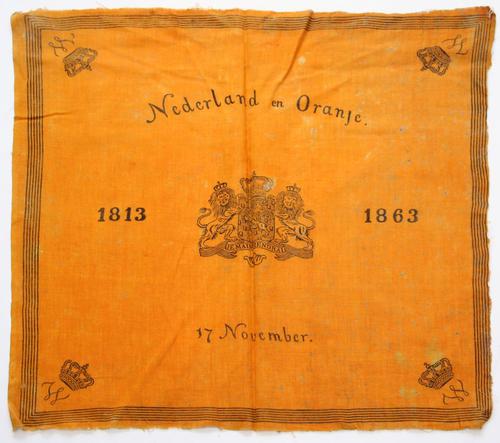 Nederland en Oranje.
1813 1863
JE MAINTIENDRAI
17 November.